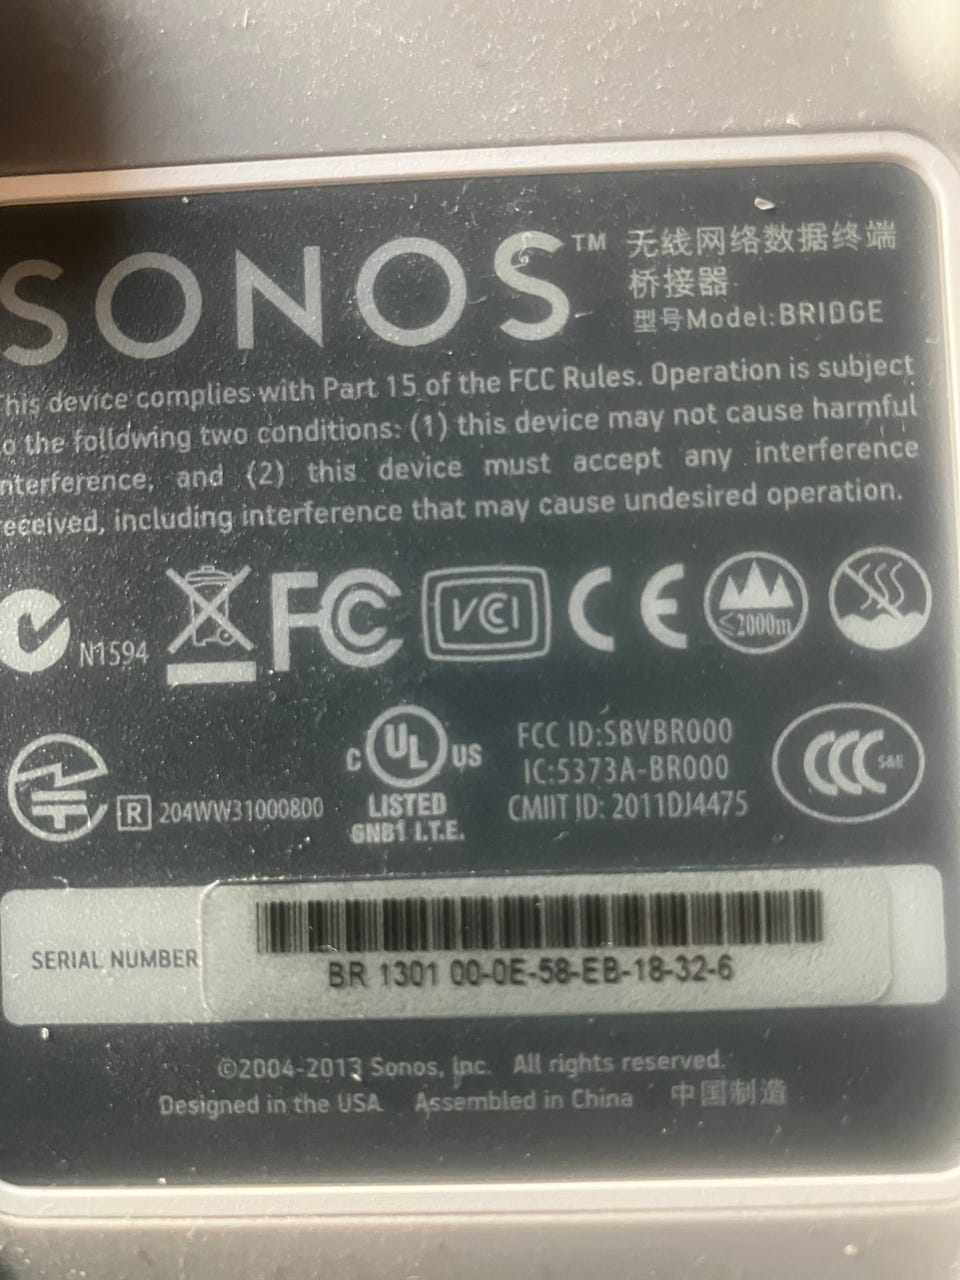 SONOS™
无线网络数据终端
桥接器
型号Model:BRIDGE
his device complies with Part 15 of the FCC Rules. Operation is subject
o the following two conditions: (1) this device may not cause harmful
nterference, and (2) this device must accept any interference
eceived, including interference that may cause undesired operation.
N1594
FC
VCI
CE
≤2000m
R 204WW31000800
C UL US
LISTED
6NB1 I.T.E.
FCC ID:SBVBR000
IC:5373A-BR000
CMIIT ID: 2011DJ4475
CCC S&E
SERIAL NUMBER
BR 1301 00-0E-58-EB-18-32-6
©2004-2013 Sonos, Inc. All rights reserved.
Designed in the USA Assembled in China 中国制造